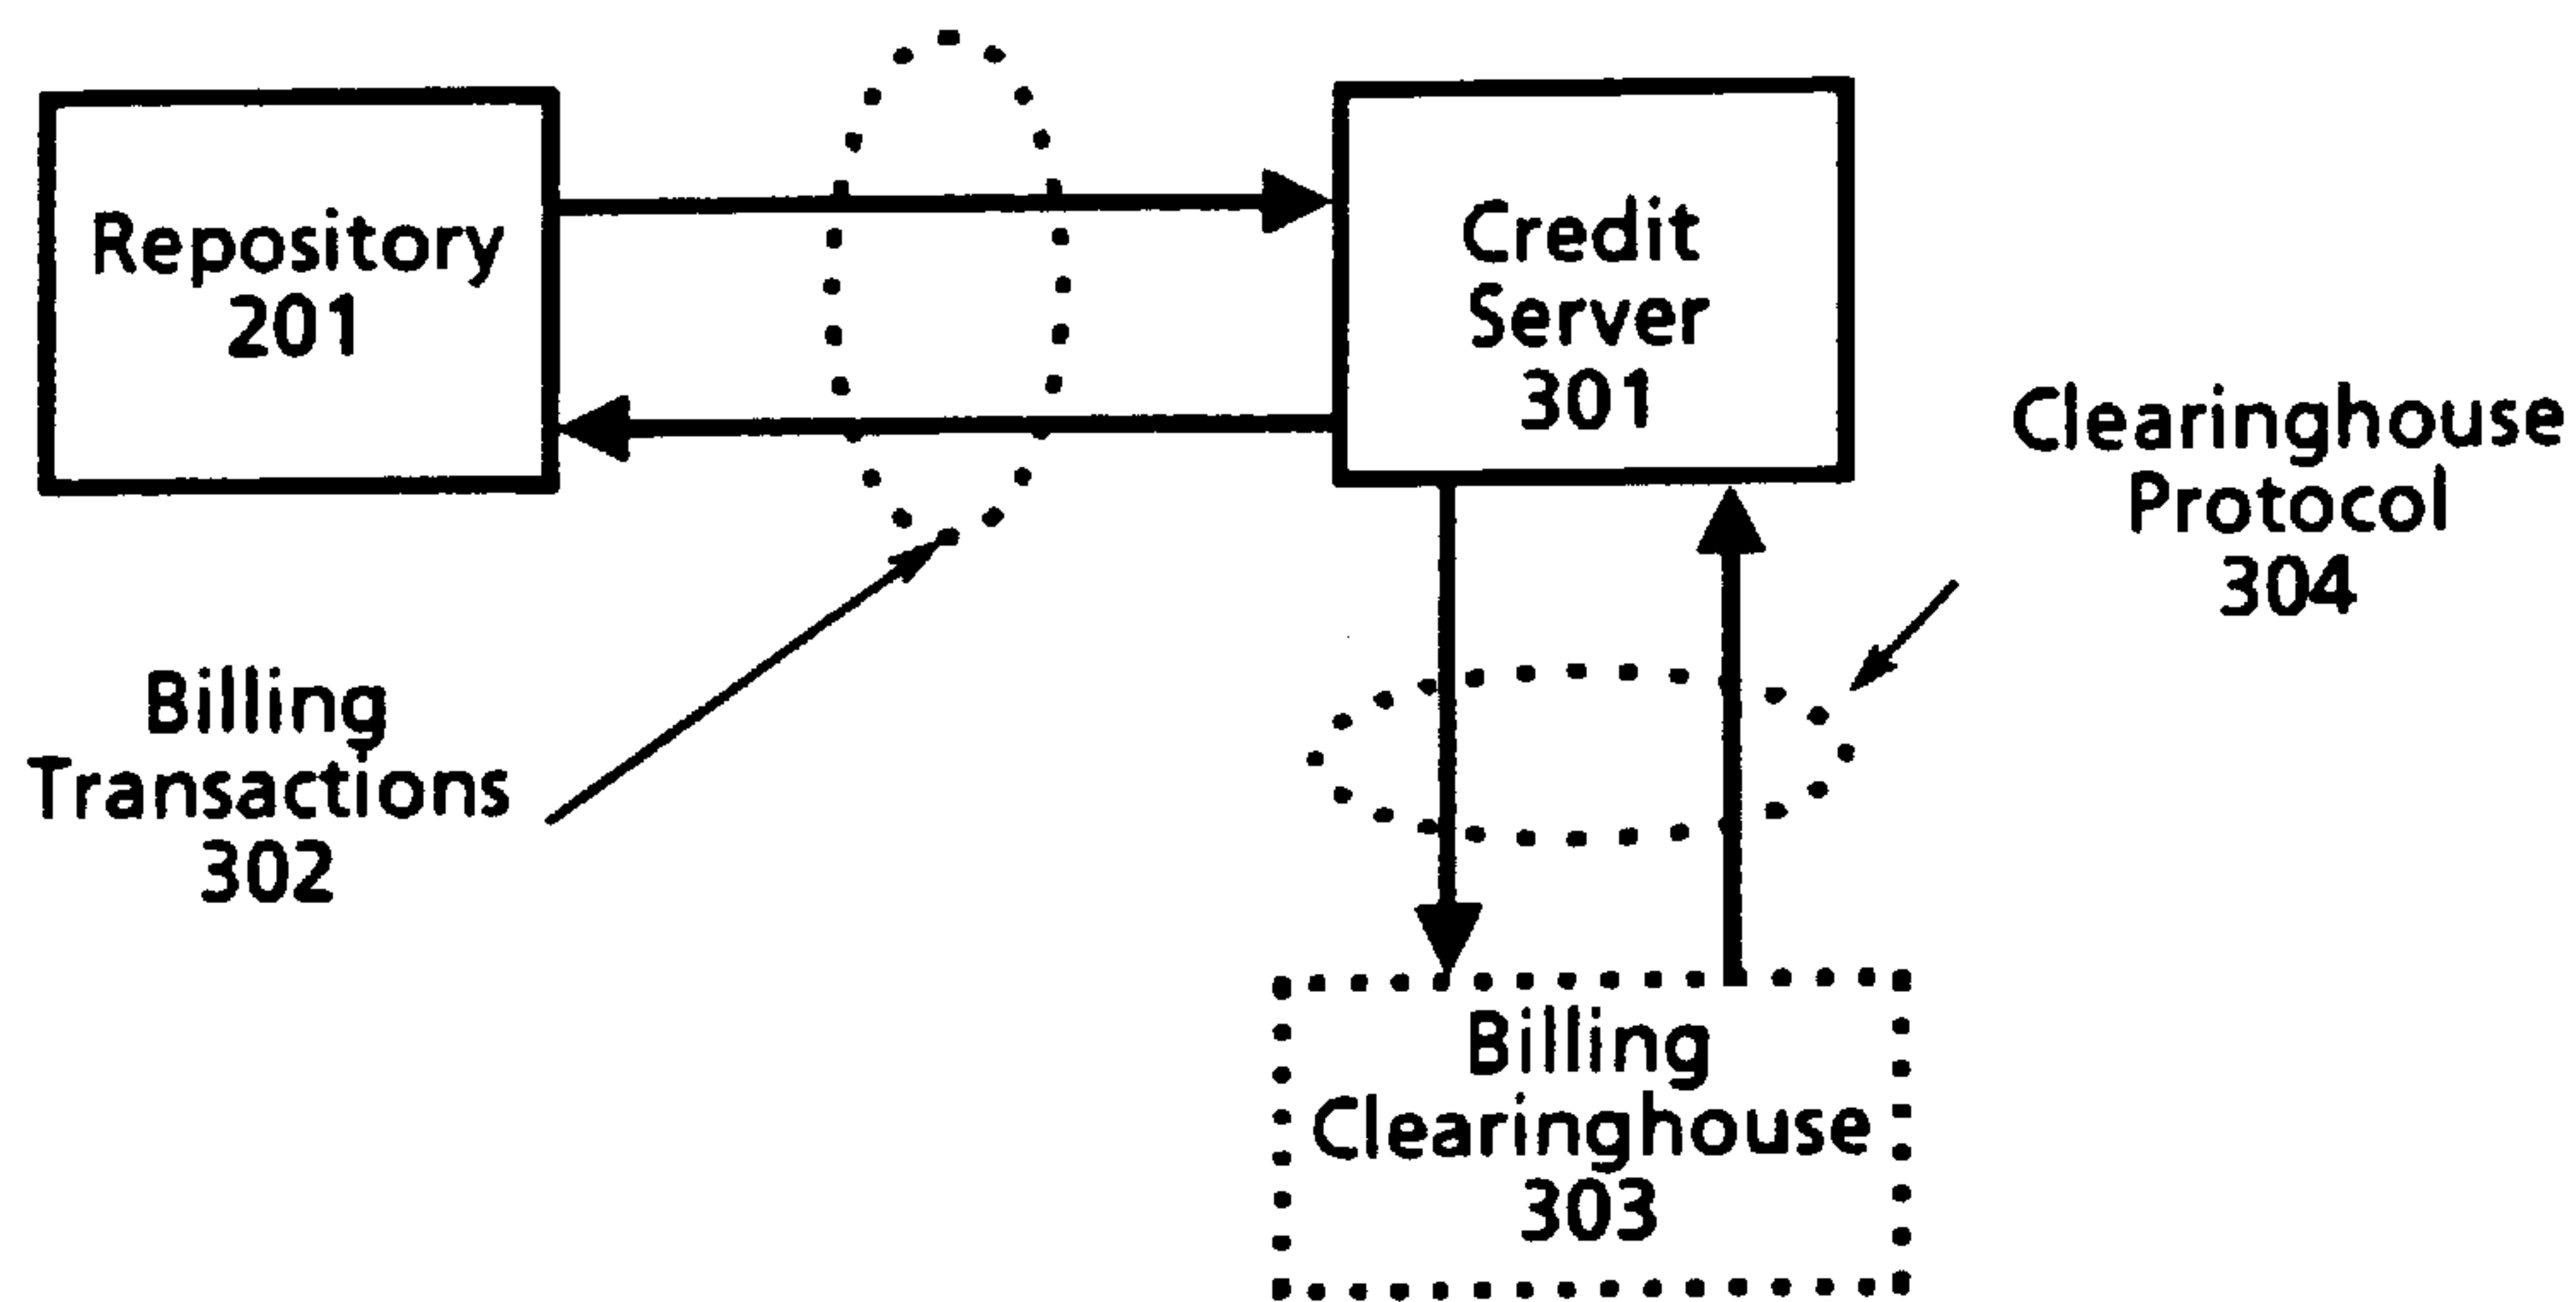 Repository
201
Credit
Server
301
Clearinghouse
Protocol
304
Billing
Transactions
302
Billing
Clearinghouse
303